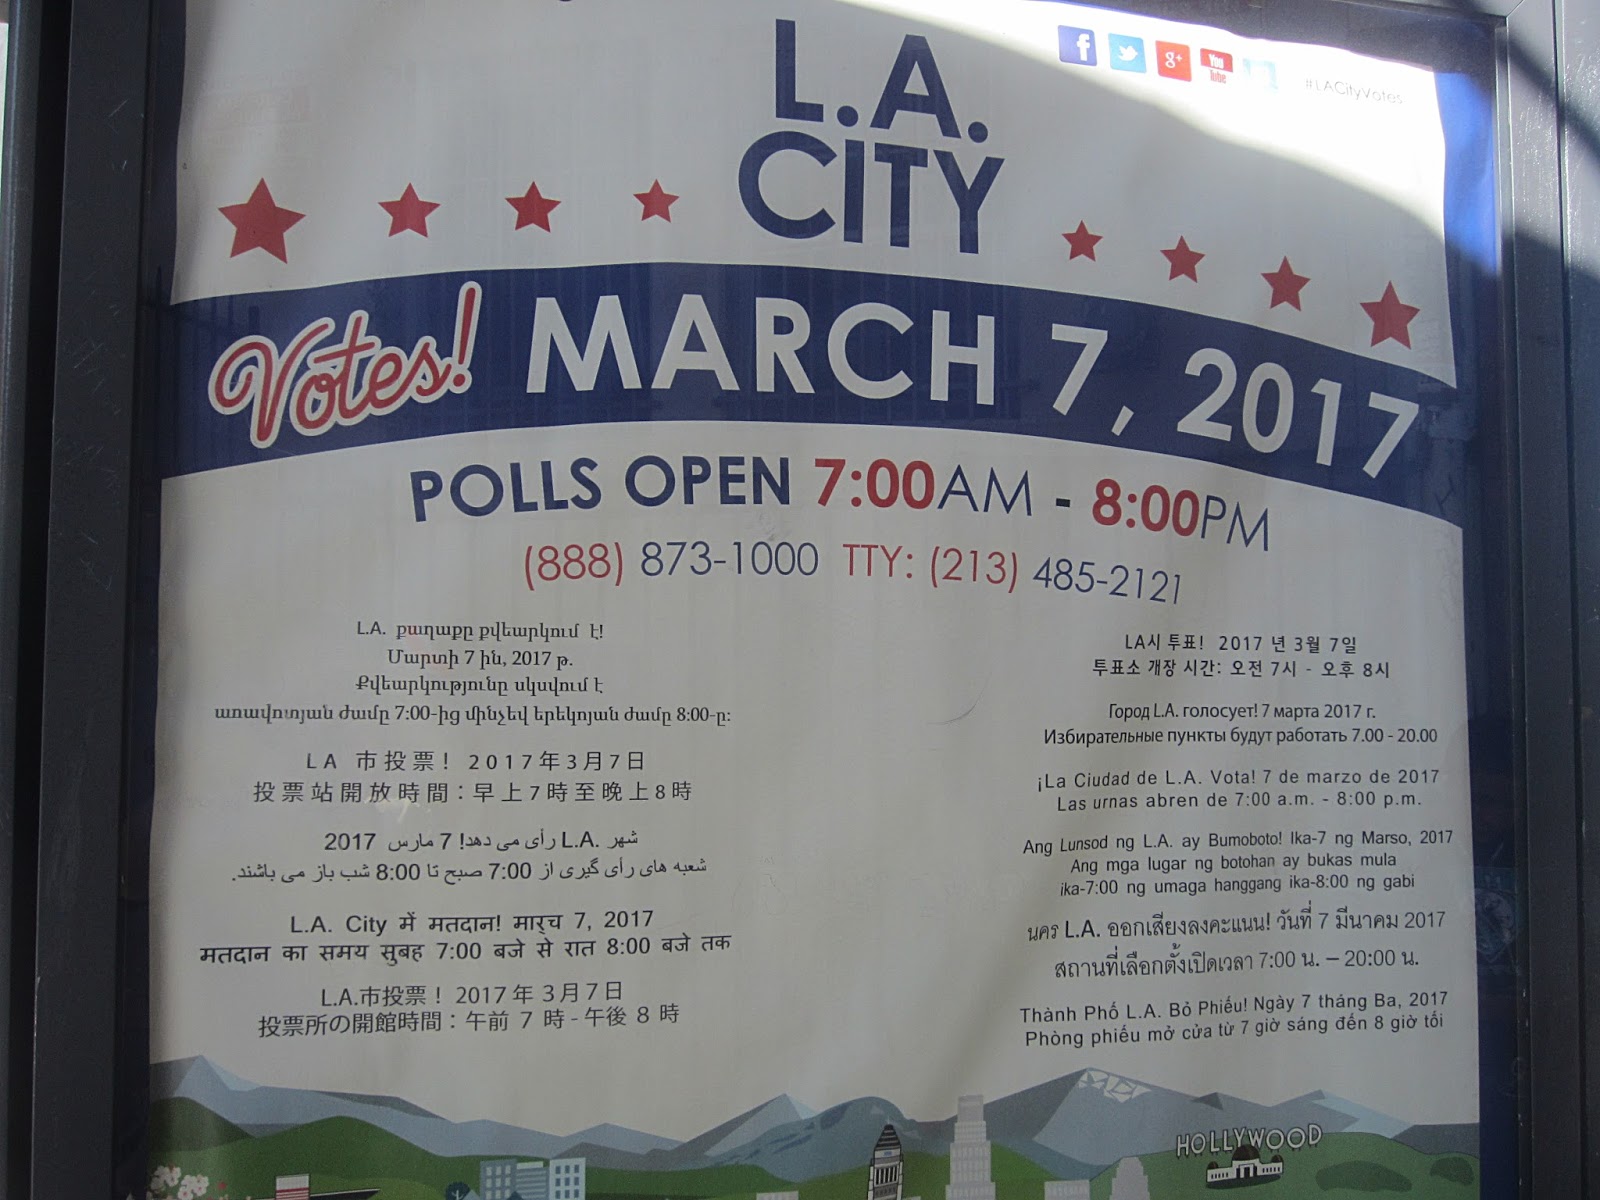 L.A.
CITY
f
g+
You
Tube
#LACityVotes
Votes! MARCH 7, 2017
POLLS OPEN 7:00AM - 8:00PM
(888) 873-1000 TTY: (213) 485-2121
L.A. քաղաքը քվեարկում է!
Մարտի 7 ին, 2017 թ.
Քվեարկությունը սկսվում է
առավոտյան ժամը 7:00-ից մինչեվ երեկոյան ժամը 8:00-ը:
LA 市投票！2017年3月7日
投票站開放時間：早上7時至晚上8時
شهر L.A. رأی می دهد! 7 مارس 2017
شعبه های رأی گیری از 7:00 صبح تا 8:00 شب باز می باشند.
L.A. City में मतदान! मार्च 7, 2017
मतदान का समय सुबह 7:00 बजे से रात 8:00 बजे तक
L.A.市投票！2017年3月7日
投票所の開館時間：午前 7 時 - 午後 8 時
LA시 투표! 2017 년 3월 7일
투표소 개장 시간: 오전 7시 - 오후 8시
Город L.A. голосует! 7 марта 2017 г.
Избирательные пункты будут работать 7.00 - 20.00
¡La Ciudad de L.A. Vota! 7 de marzo de 2017
Las urnas abren de 7:00 a.m. - 8:00 p.m.
Ang Lunsod ng L.A. ay Bumoboto! Ika-7 ng Marso, 2017
Ang mga lugar ng botohan ay bukas mula
ika-7:00 ng umaga hanggang ika-8:00 ng gabi
นคร L.A. ออกเสียงลงคะแนน! วันที่ 7 มีนาคม 2017
สถานที่เลือกตั้งเปิดเวลา 7:00 น. – 20:00 น.
Thành Phố L.A. Bỏ Phiếu! Ngày 7 tháng Ba, 2017
Phòng phiếu mở cửa từ 7 giờ sáng đến 8 giờ tối
HOLLYWOOD